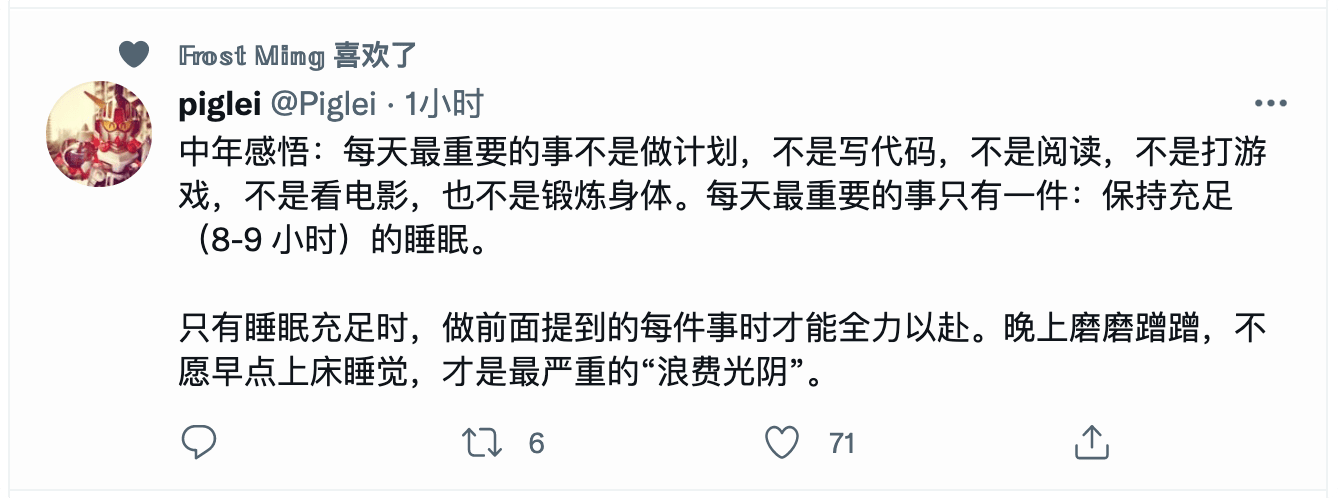 𝔽𝕣𝕠𝕤𝕥 𝕄𝕚𝕟𝕘 喜欢了
piglei @Piglei · 1小时
中年感悟：每天最重要的事不是做计划，不是写代码，不是阅读，不是打游
戏，不是看电影，也不是锻炼身体。每天最重要的事只有一件：保持充足
（8-9 小时）的睡眠。
只有睡眠充足时，做前面提到的每件事时才能全力以赴。晚上磨磨蹭蹭，不
愿早点上床睡觉，才是最严重的“浪费光阴”。
6 71